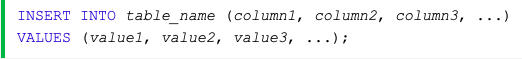 INSERT INTO table_name (column1, column2, column3, ...)
VALUES (value1, value2, value3, ...);